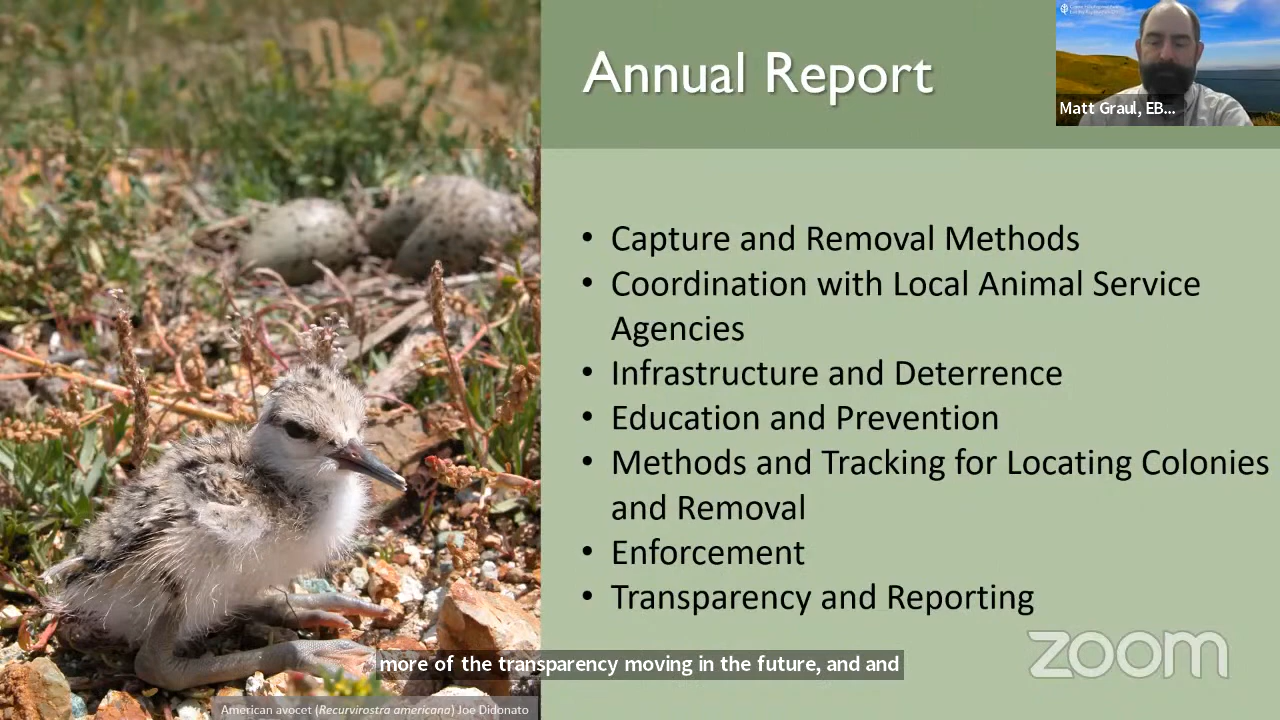 Annual Report
Matt Graul, EB...
• Capture and Removal Methods
• Coordination with Local Animal Service
Agencies
• Infrastructure and Deterrence
• Education and Prevention
• Methods and Tracking for Locating Colonies
and Removal
• Enforcement
• Transparency and Reporting
zoom
more of the transparency moving in the future, and and
American avocet (Recurvirostra americana) Joe Didonato